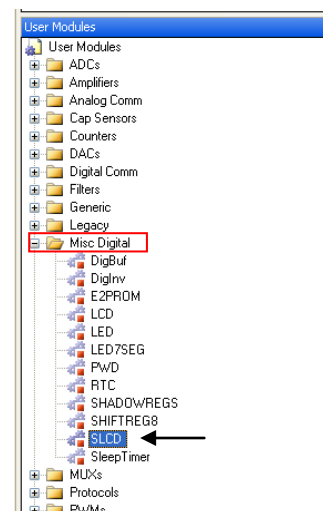 User Modules
User Modules
ADCs
Amplifiers
Analog Comm
Cap Sensors
Counters
DACs
Digital Comm
Filters
Generic
Legacy
Misc Digital
DigBuf
DigInv
E2PROM
LCD
LED
LED7SEG
PWD
RTC
SHADOWREGS
SHIFTREG8
SLCD
SleepTimer
MUXs
Protocols
PWMs